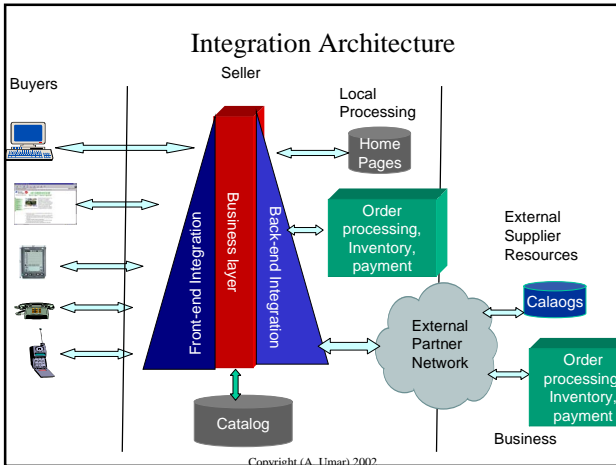 Integration Architecture
Seller
Buyers
Local
Processing
Home
Pages
Front-end Integration
Business layer
Back-end Integration
Order
processing,
Inventory,
payment
External
Supplier
Resources
Calaogs
External
Partner
Network
Order
processing,
Inventory,
payment
Catalog
Business
Copyright (A. Umar) 2002